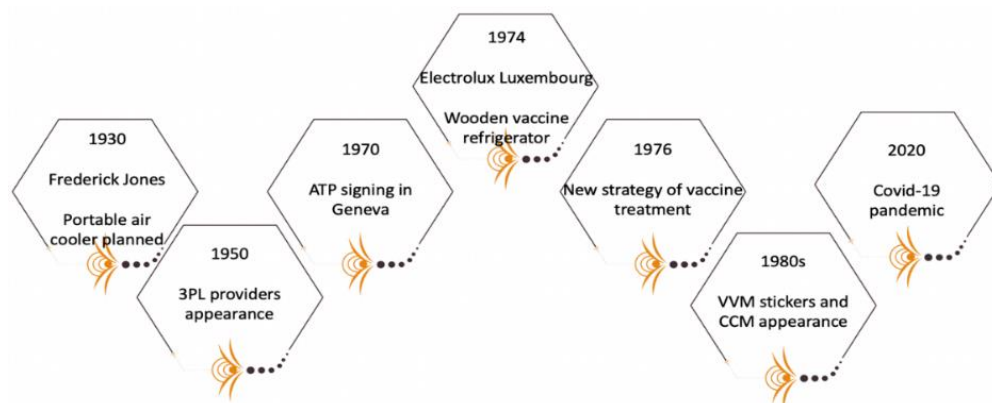 1930
Frederick Jones
Portable air
cooler planned
1950
3PL providers
appearance
1970
ATP signing in
Geneva
1974
Electrolux Luxembourg
Wooden vaccine
refrigerator
1976
New strategy of vaccine
treatment
1980s
VVM stickers and
CCM appearance
2020
Covid-19
pandemic